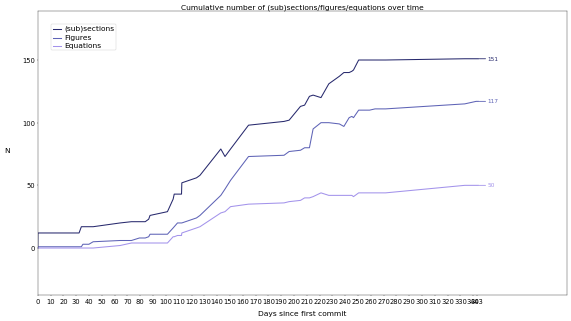 Cumulative number of (sub)sections/figures/equations over time
(sub)sections
Figures
Equations
150
100
50
0
N
151
117
50
0 10 20 30 40 50 60 70 80 90 100 110 120 130 140 150 160 170 180 190 200 210 220 230 240 250 260 270 280 290 300 310 320 330 340 343
Days since first commit